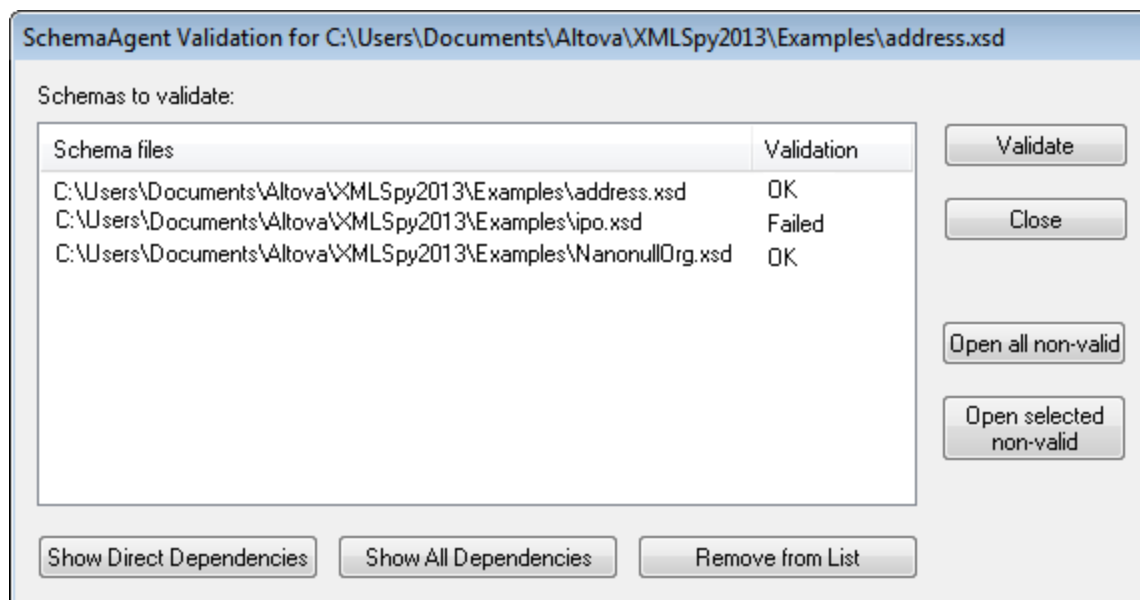 SchemaAgent Validation for C:\Users\Documents\Altova\XMLSpy2013\Examples\address.xsd
Schemas to validate:
Schema files Validation
C:\Users\Documents\Altova\XMLSpy2013\Examples\address.xsd OK
C:\Users\Documents\Altova\XMLSpy2013\Examples\ipo.xsd Failed
C:\Users\Documents\Altova\XMLSpy2013\Examples\NanonullOrg.xsd OK
Validate
Close
Open all non-valid
Open selected
non-valid
Show Direct Dependencies
Show All Dependencies
Remove from List